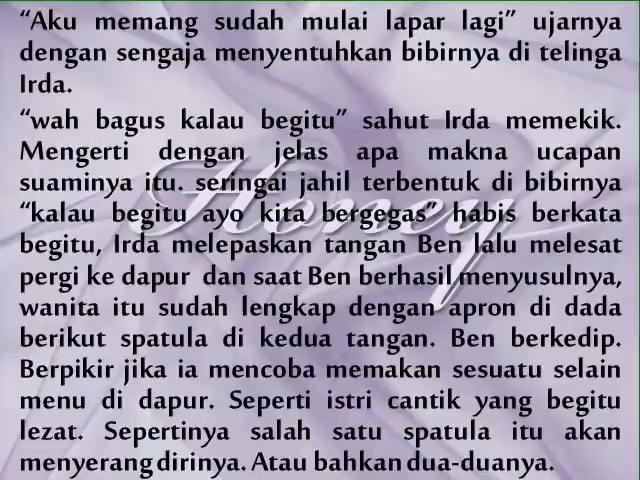 “Aku memang sudah mulai lapar lagi” ujarnya
dengan sengaja menyentuhkan bibirnya di telinga
Irda.
“wah bagus kalau begitu” sahut Irda memekik.
Mengerti dengan jelas apa makna ucapan
suaminya itu. seringai jahil terbentuk di bibirnya
“kalau begitu ayo kita bergegas” habis berkata
begitu, Irda melepaskan tangan Ben lalu melesat
pergi ke dapur dan saat Ben berhasil menyusulnya,
wanita itu sudah lengkap dengan apron di dada
berikut spatula di kedua tangan. Ben berkedip.
Berpikir jika ia mencoba memakan sesuatu selain
menu di dapur. Seperti istri cantik yang begitu
lezat. Sepertinya salah satu spatula itu akan
menyerang dirinya. Atau bahkan dua-duanya.
Honey